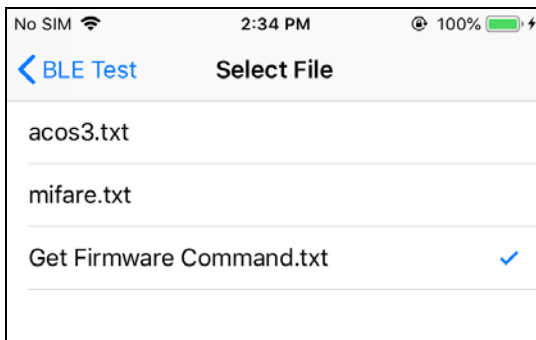 No SIM 2:34 PM 100%
BLE Test Select File
acos3.txt
mifare.txt
Get Firmware Command.txt